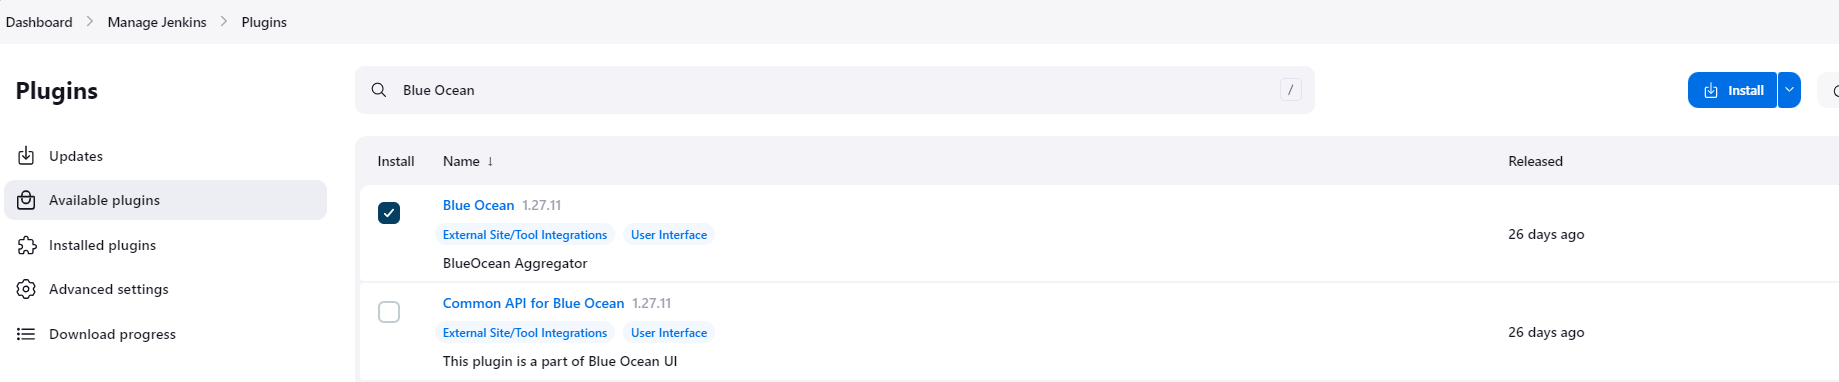 Dashboard > Manage Jenkins > Plugins
Plugins
Blue Ocean /
Install
Updates
Available plugins
Installed plugins
Advanced settings
Download progress
Install Name ↓ Released
Blue Ocean 1.27.11
External Site/Tool Integrations User Interface
26 days ago
BlueOcean Aggregator
Common API for Blue Ocean 1.27.11
External Site/Tool Integrations User Interface
26 days ago
This plugin is a part of Blue Ocean UI